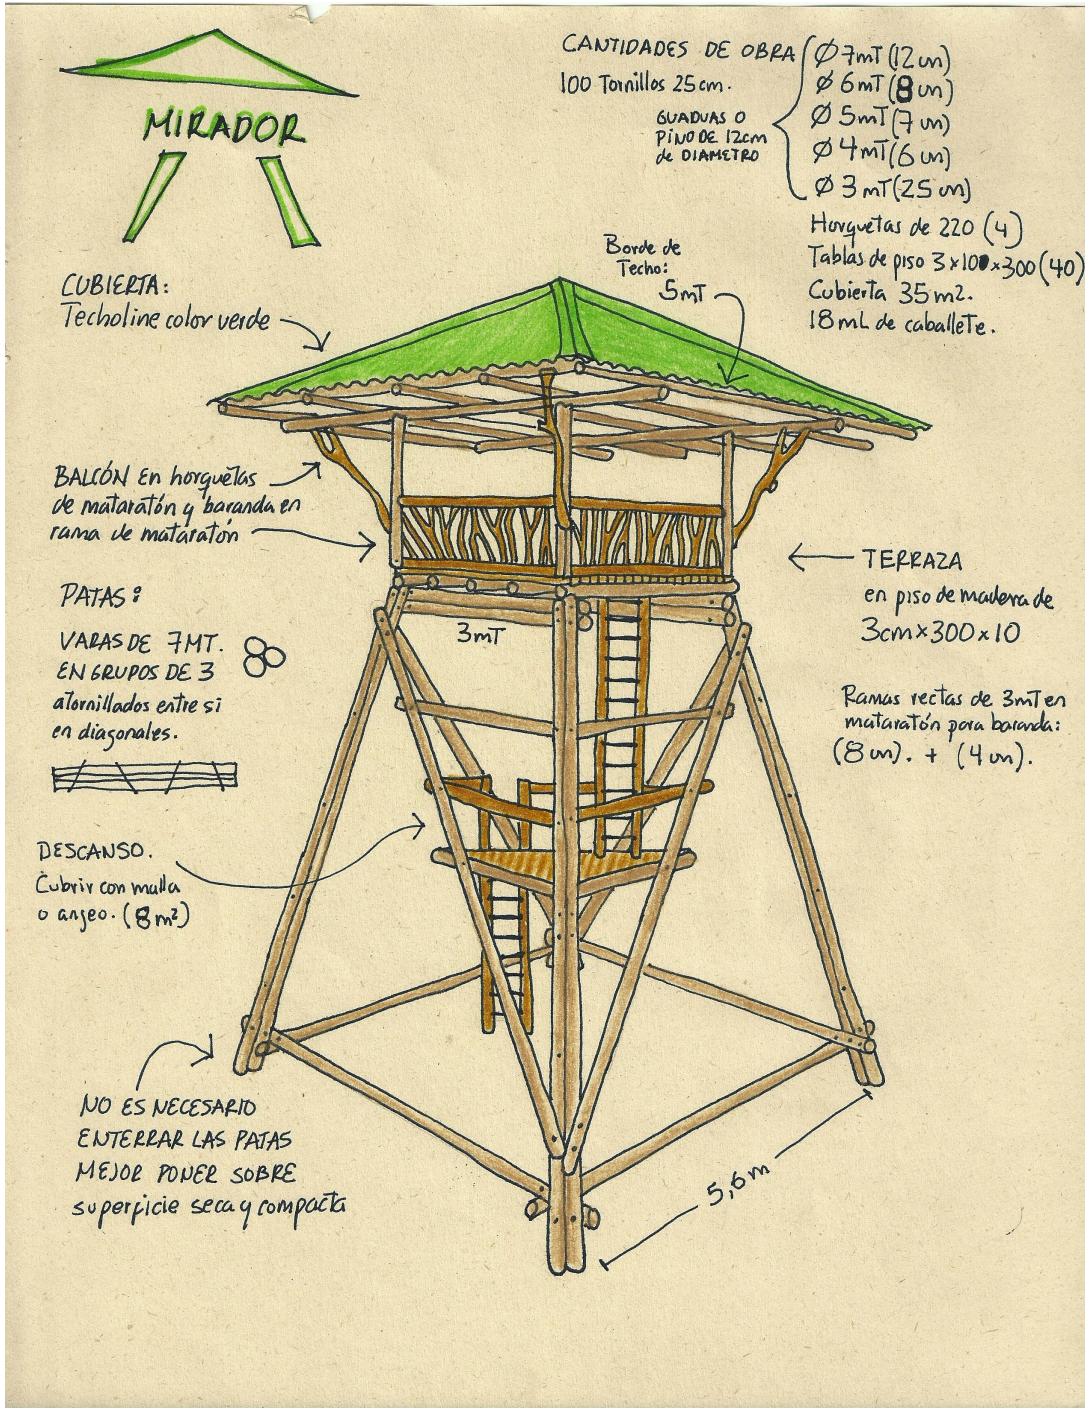 MIRADOR
CANTIDADES DE OBRA
100 Tornillos 25cm.
GUADUAS O
PINO DE 12cm
de DIAMETRO
Ø 7mT (12 un)
Ø 6mT (8 un)
Ø 5mT (7 un)
Ø 4mT (6 un)
Ø 3mT (25 un)
Horquetas de 220 (4)
Tablas de piso 3x10x300 (40)
Cubierta 35m2.
18mL de caballete.
Borde de
Techo:
5mT
CUBIERTA:
Techoline color verde
BALCÓN En horquetas
de mataratón y baranda en
rama de mataratón
PATAS:
VARAS DE 7MT.
EN GRUPOS DE 3
atornillados entre si
en diagonales.
3mT
TERRAZA
en piso de madera de
3cm x 300 x 10
Ramas rectas de 3mT en
mataratón para baranda:
(8 un). + (4 un).
DESCANSO.
Cubrir con malla
o anjeo. (8m²)
NO ES NECESARIO
ENTERRAR LAS PATAS
MEJOR PONER SOBRE
superficie seca y compacta
5,6m